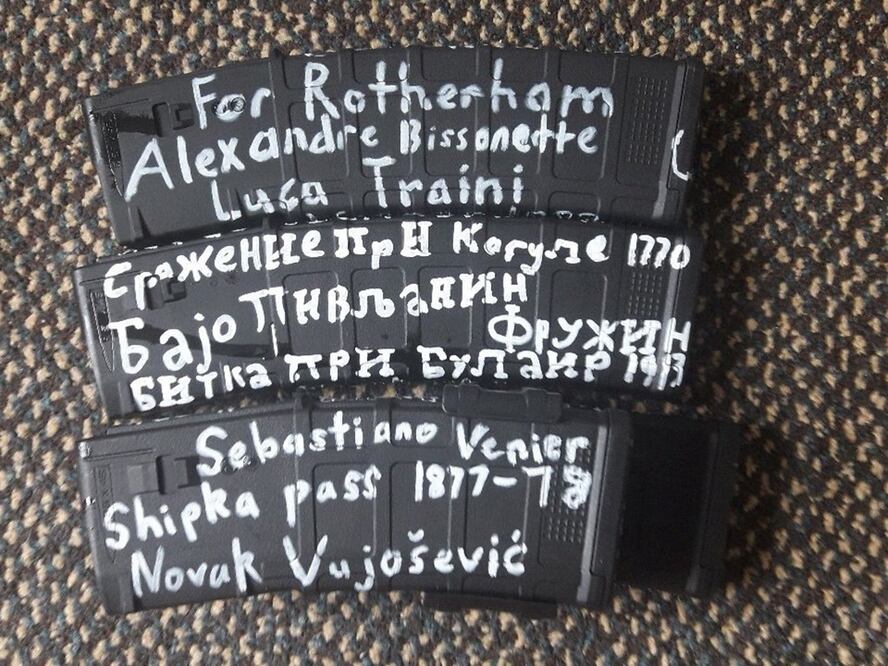 For Rotherham
Alexandre Bissonette
Luca Traini
сражение при Кагуле 1770
Бајо Пивљанин
Фружин
битка при Булаир 1913
Sebastiano Venier
Shipka pass 1877-78
Novak Vujošević